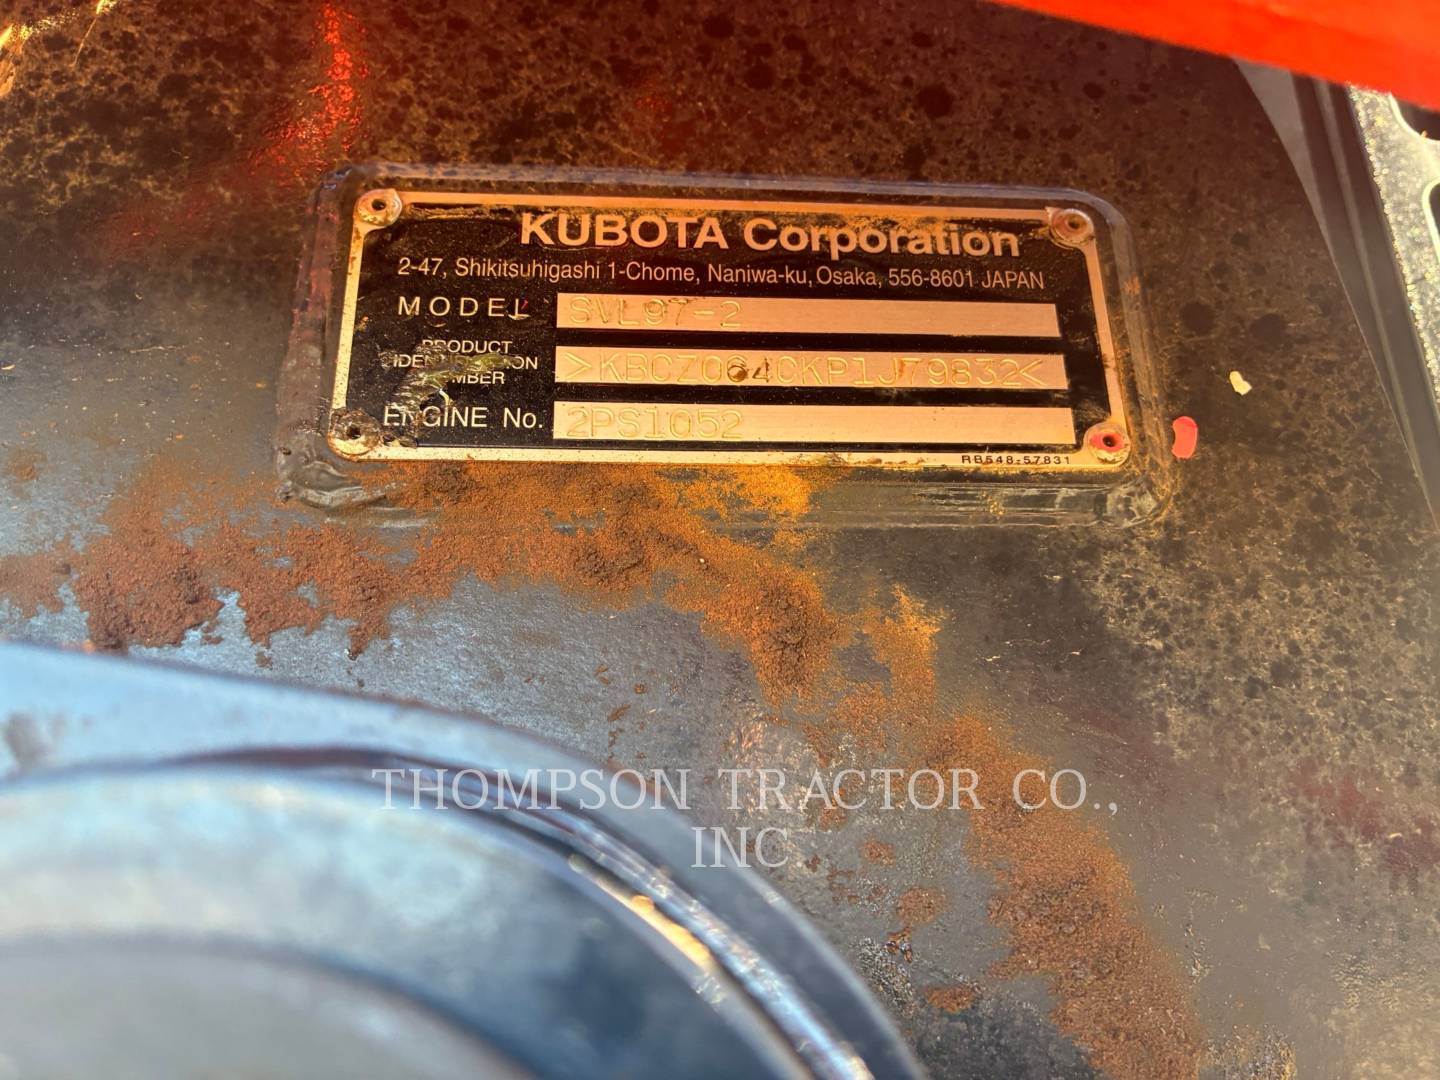 KUBOTA Corporation
2-47, Shikitsuhigashi 1-Chome, Naniwa-ku, Osaka, 556-8601 JAPAN
MODEL SVL97-2
PRODUCT
IDENTIFICATION
NUMBER >KBCZ064CKP1J79832<
ENGINE No. 2PS1052
RB548-57831
THOMPSON TRACTOR CO.,
INC.